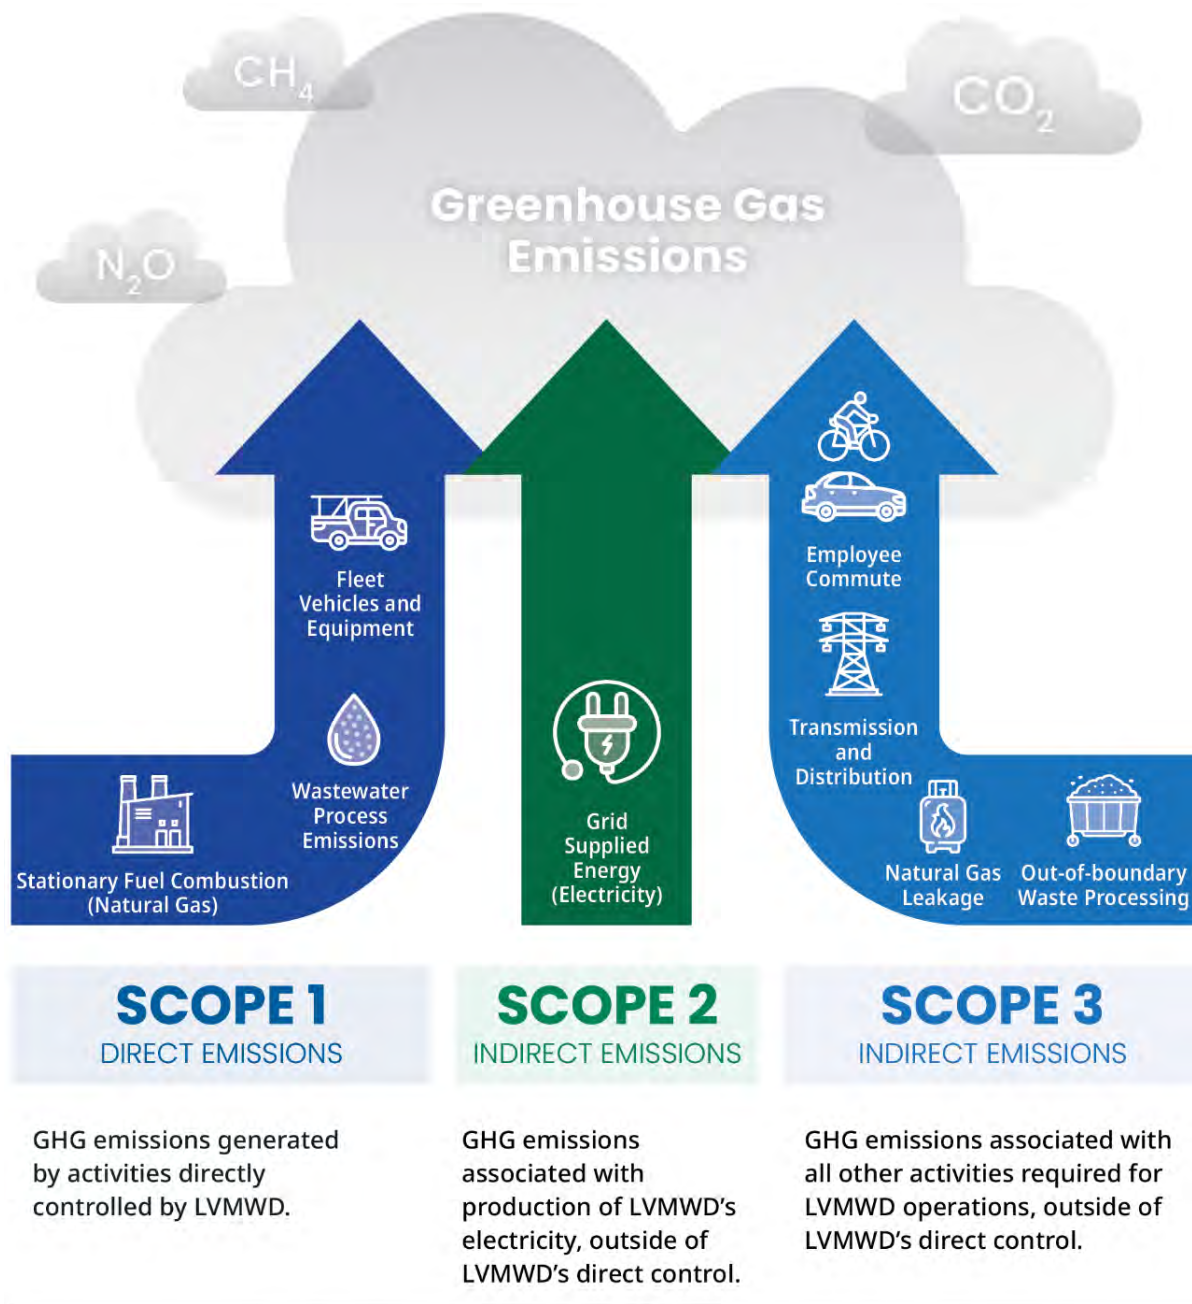 CH4
CO2
N2O
Greenhouse Gas
Emissions
Fleet
Vehicles and
Equipment
Wastewater
Process
Emissions
Stationary Fuel Combustion
(Natural Gas)
Grid
Supplied
Energy
(Electricity)
Employee
Commute
Transmission
and
Distribution
Natural Gas
Leakage
Out-of-boundary
Waste Processing
SCOPE 1
DIRECT EMISSIONS
GHG emissions generated
by activities directly
controlled by LVMWD.
SCOPE 2
INDIRECT EMISSIONS
GHG emissions
associated with
production of LVMWD’s
electricity, outside of
LVMWD’s direct control.
SCOPE 3
INDIRECT EMISSIONS
GHG emissions associated with
all other activities required for
LVMWD operations, outside of
LVMWD’s direct control.